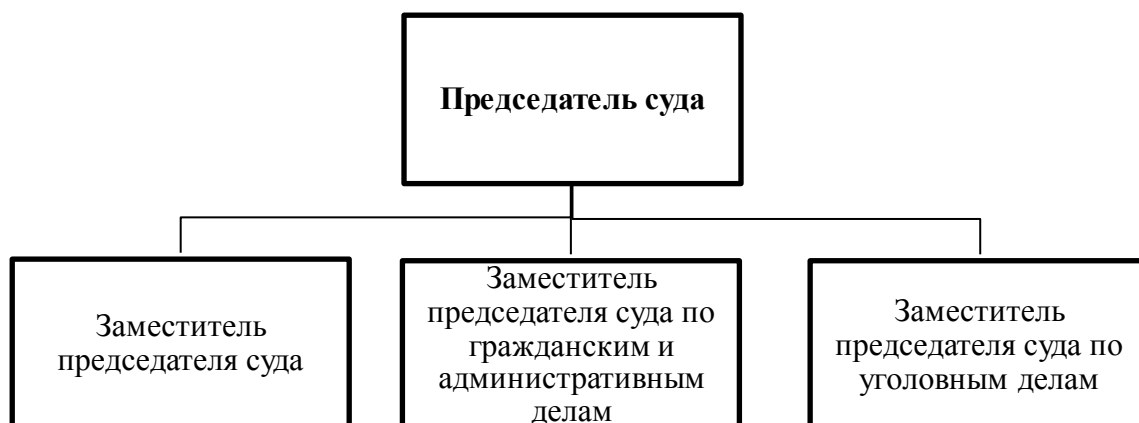 Председатель суда
Заместитель
председателя суда
Заместитель
председателя суда по
гражданским и
административным
делам
Заместитель
председателя суда по
уголовным делам